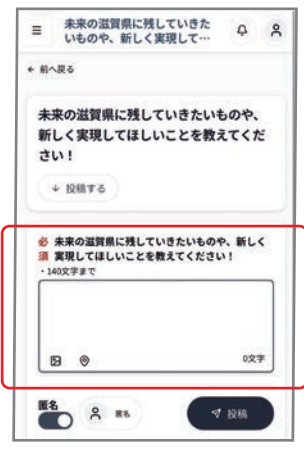 未来の滋賀県に残していきた
いものや、新しく実現して…
← 前へ戻る
未来の滋賀県に残していきたいものや、
新しく実現してほしいことを教えてくだ
さい！
↓ 投稿する
必須 未来の滋賀県に残していきたいものや、新しく
実現してほしいことを教えてください！
・140文字まで
0文字
匿名
匿名
投稿